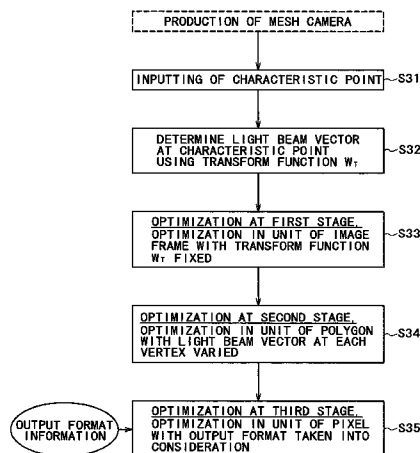 PRODUCTION OF MESH CAMERA
INPUTTING OF CHARACTERISTIC POINT
S31
DETERMINE LIGHT BEAM VECTOR
AT CHARACTERISTIC POINT
USING TRANSFORM FUNCTION WT
S32
OPTIMIZATION AT FIRST STAGE.
OPTIMIZATION IN UNIT OF IMAGE
FRAME WITH TRANSFORM FUNCTION
WT FIXED
S33
OPTIMIZATION AT SECOND STAGE.
OPTIMIZATION IN UNIT OF POLYGON
WITH LIGHT BEAM VECTOR AT EACH
VERTEX VARIED
S34
OUTPUT FORMAT
INFORMATION
OPTIMIZATION AT THIRD STAGE.
OPTIMIZATION IN UNIT OF PIXEL
WITH OUTPUT FORMAT TAKEN INTO
CONSIDERATION
S35